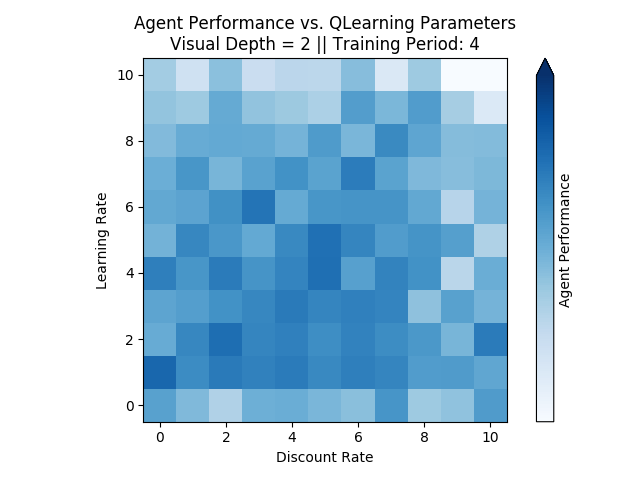 Agent Performance vs. QLearning Parameters
Visual Depth = 2 || Training Period: 4
10
8
6
4
2
0
Learning Rate
0 2 4 6 8 10
Discount Rate
Agent Performance